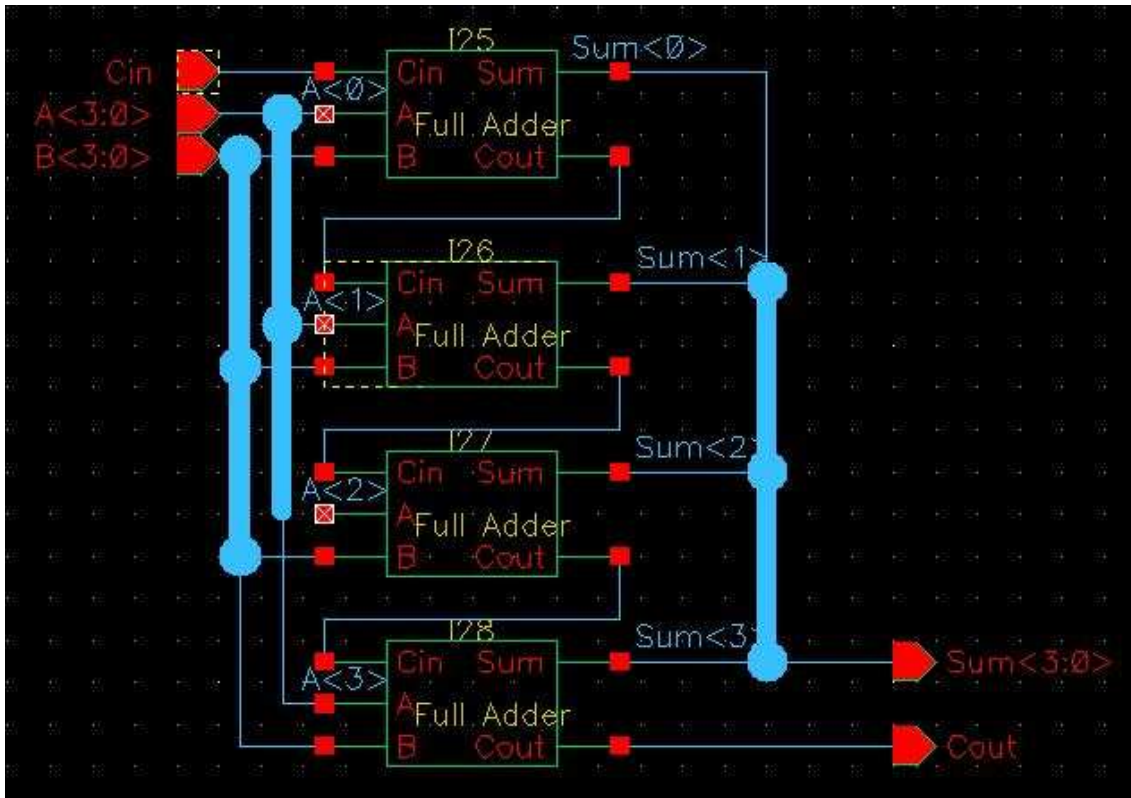 I25
Sum<0>
Cin
Cin Sum
A<0>
A<3:0>
A
Full Adder
B<3:0>
B Cout
I26
Sum<1>
Cin Sum
A<1>
A
Full Adder
B Cout
I27
Sum<2>
Cin Sum
A<2>
A
Full Adder
B Cout
I28
Sum<3>
Cin Sum
Sum<3:0>
A<3>
A
Full Adder
B Cout
Cout